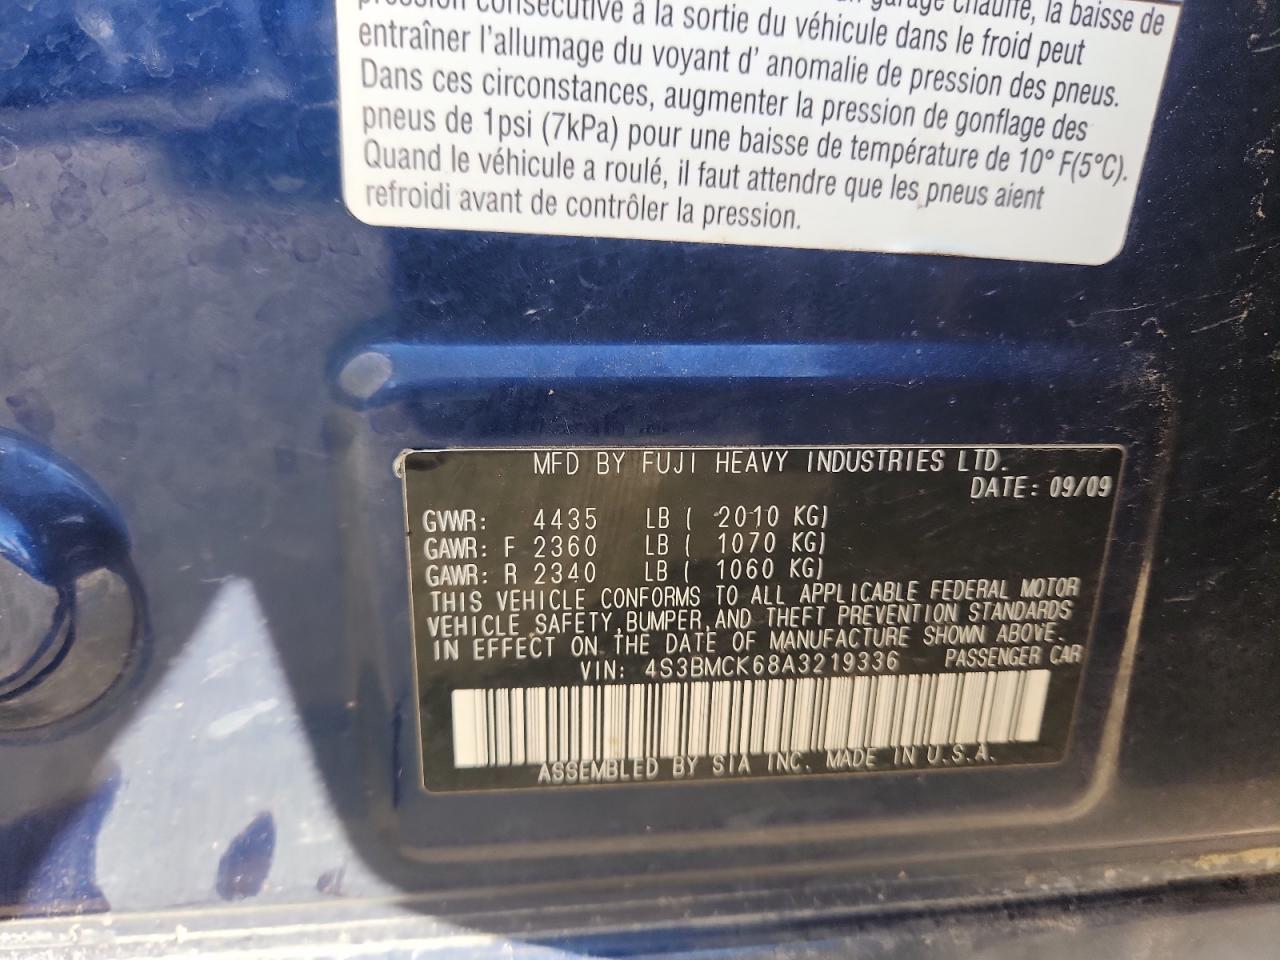 consécutive à la sortie du véhicule dans le froid peut
garage chauffé, la baisse de
entraîner l'allumage du voyant d' anomalie de pression des pneus.
Dans ces circonstances, augmenter la pression de gonflage des
pneus de 1psi (7kPa) pour une baisse de température de 10° F(5°C).
Quand le véhicule a roulé, il faut attendre que les pneus aient
refroidi avant de contrôler la pression.
MFD BY FUJI HEAVY INDUSTRIES LTD.
DATE: 09/09
GVWR: 4435 LB ( 2010 KG)
GAWR: F 2360 LB ( 1070 KG)
GAWR: R 2340 LB ( 1060 KG)
THIS VEHICLE CONFORMS TO ALL APPLICABLE FEDERAL MOTOR
VEHICLE SAFETY,BUMPER,AND THEFT PREVENTION STANDARDS
IN EFFECT ON THE DATE OF MANUFACTURE SHOWN ABOVE.
VIN: 4S3BMCK68A3219336 PASSENGER CAR
ASSEMBLED BY SIA INC. MADE IN U.S.A.